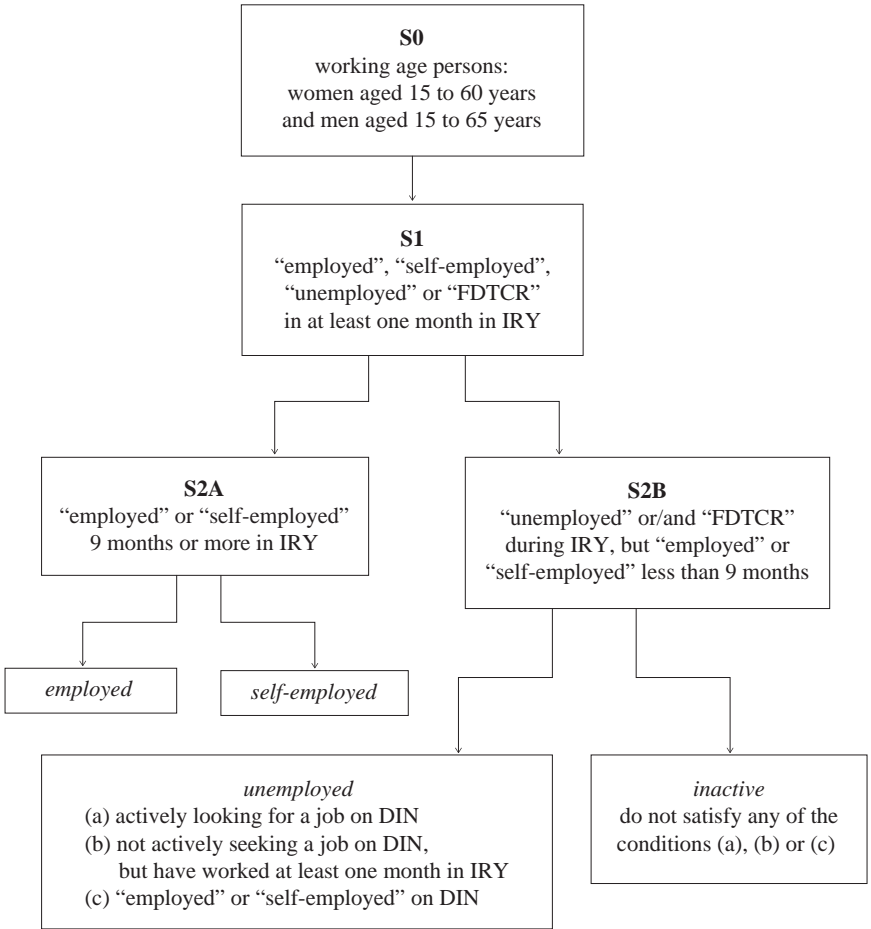 S0
working age persons:
women aged 15 to 60 years
and men aged 15 to 65 years
S1
“employed”, “self-employed”,
“unemployed” or “FDTCR”
in at least one month in IRY
S2A
“employed” or “self-employed”
9 months or more in IRY
S2B
“unemployed” or/and “FDTCR”
during IRY, but “employed” or
“self-employed” less than 9 months
employed
self-employed
unemployed
(a) actively looking for a job on DIN
(b) not actively seeking a job on DIN,
but have worked at least one month in IRY
(c) “employed” or “self-employed” on DIN
inactive
do not satisfy any of the
conditions (a), (b) or (c)